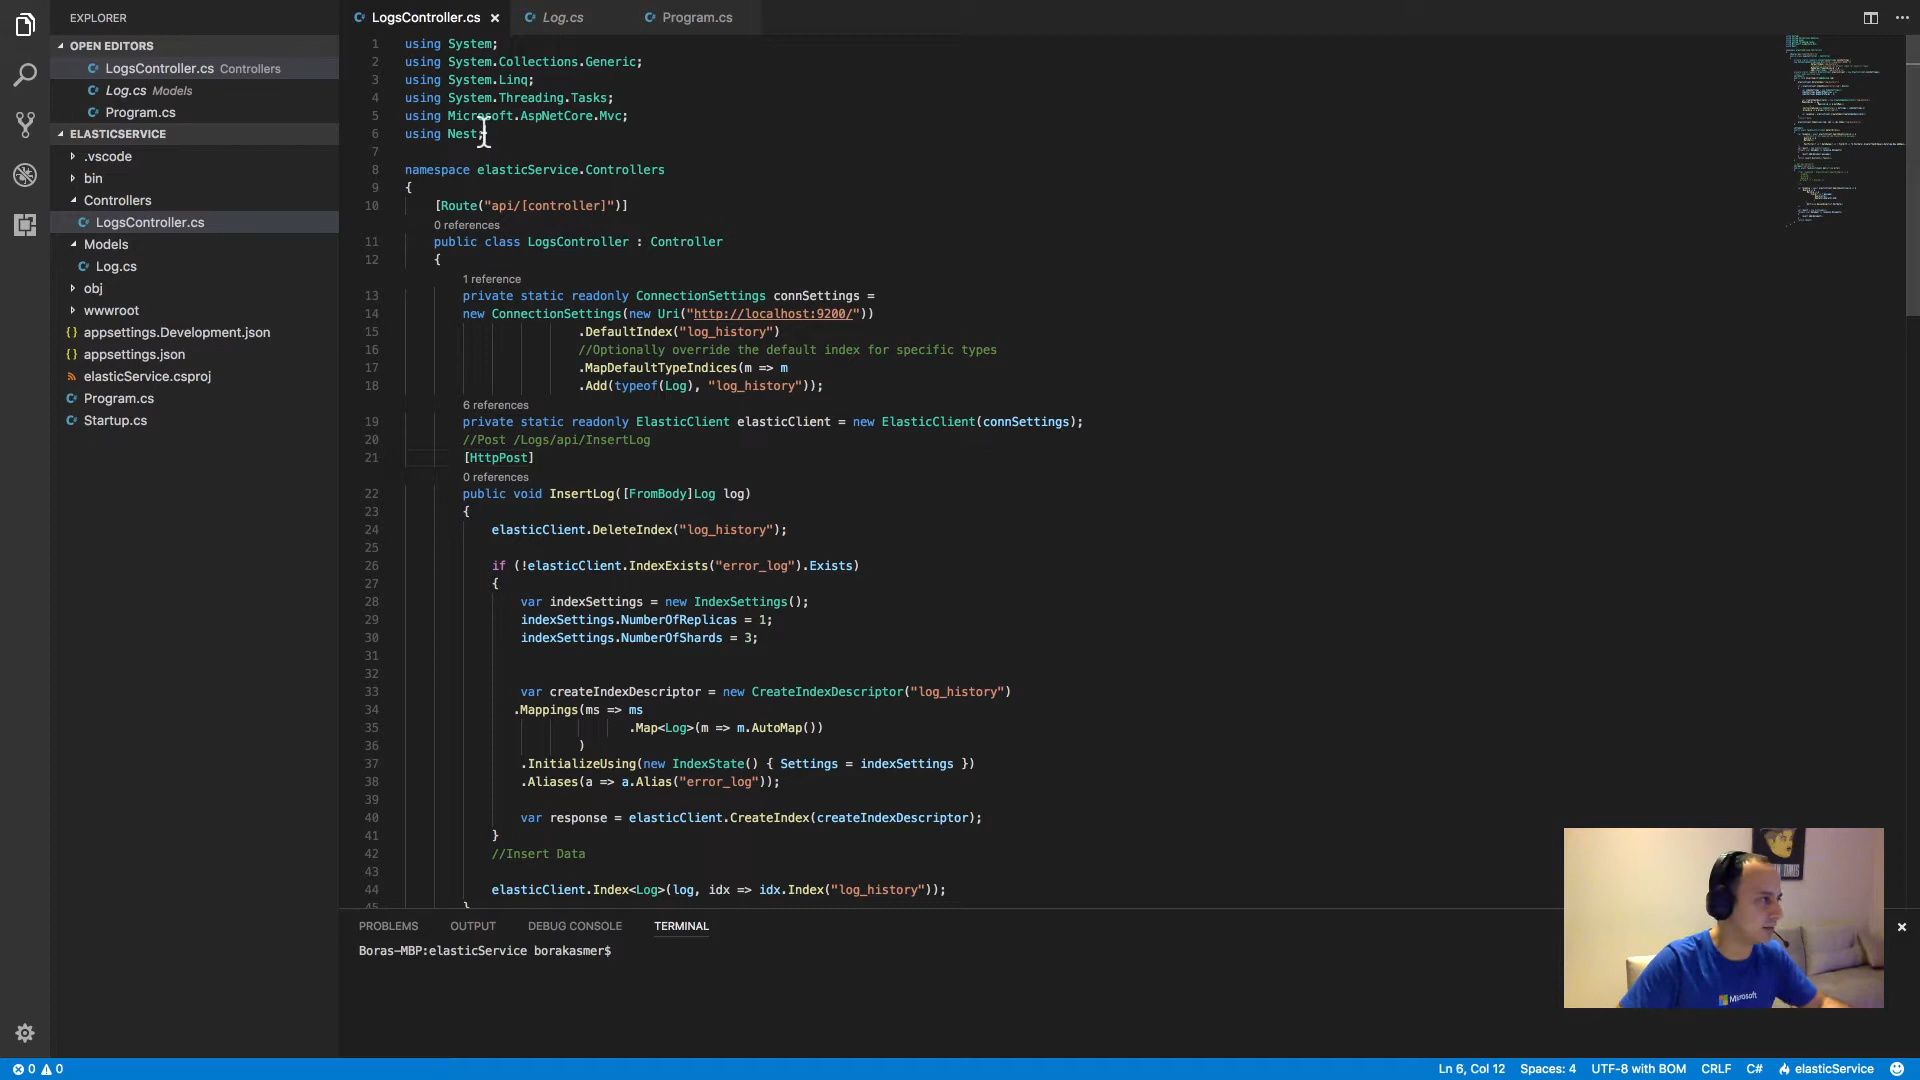 EXPLORER
OPEN EDITORS
LogsController.cs Controllers
Log.cs Models
Program.cs
ELASTICSERVICE
.vscode
bin
Controllers
LogsController.cs
Models
Log.cs
obj
wwwroot
appsettings.Development.json
appsettings.json
elasticService.csproj
Program.cs
Startup.cs
LogsController.cs
Log.cs
Program.cs
1 using System;
2 using System.Collections.Generic;
3 using System.Linq;
4 using System.Threading.Tasks;
5 using Microsoft.AspNetCore.Mvc;
6 using Nest;
7
8 namespace elasticService.Controllers
9 {
10 [Route("api/[controller]")]
0 references
11 public class LogsController : Controller
12 {
1 reference
13 private static readonly ConnectionSettings connSettings =
14 new ConnectionSettings(new Uri("http://localhost:9200/"))
15 .DefaultIndex("log_history")
16 //Optionally override the default index for specific types
17 .MapDefaultTypeIndices(m => m
18 .Add(typeof(Log), "log_history"));
6 references
19 private static readonly ElasticClient elasticClient = new ElasticClient(connSettings);
20 //Post /Logs/api/InsertLog
21 [HttpPost]
0 references
22 public void InsertLog([FromBody]Log log)
23 {
24 elasticClient.DeleteIndex("log_history");
25
26 if (!elasticClient.IndexExists("error_log").Exists)
27 {
28 var indexSettings = new IndexSettings();
29 indexSettings.NumberOfReplicas = 1;
30 indexSettings.NumberOfShards = 3;
31
32
33 var createIndexDescriptor = new CreateIndexDescriptor("log_history")
34 .Mappings(ms => ms
35 .Map<Log>(m => m.AutoMap())
36 )
37 .InitializeUsing(new IndexState() { Settings = indexSettings })
38 .Aliases(a => a.Alias("error_log"));
39
40 var response = elasticClient.CreateIndex(createIndexDescriptor);
41 }
42 //Insert Data
43
44 elasticClient.Index<Log>(log, idx => idx.Index("log_history"));
45 }
PROBLEMS OUTPUT DEBUG CONSOLE TERMINAL
Boras-MBP:elasticService borakasmer$
Microsoft
0 0
Ln 6, Col 12 Spaces: 4 UTF-8 with BOM CRLF C# elasticService